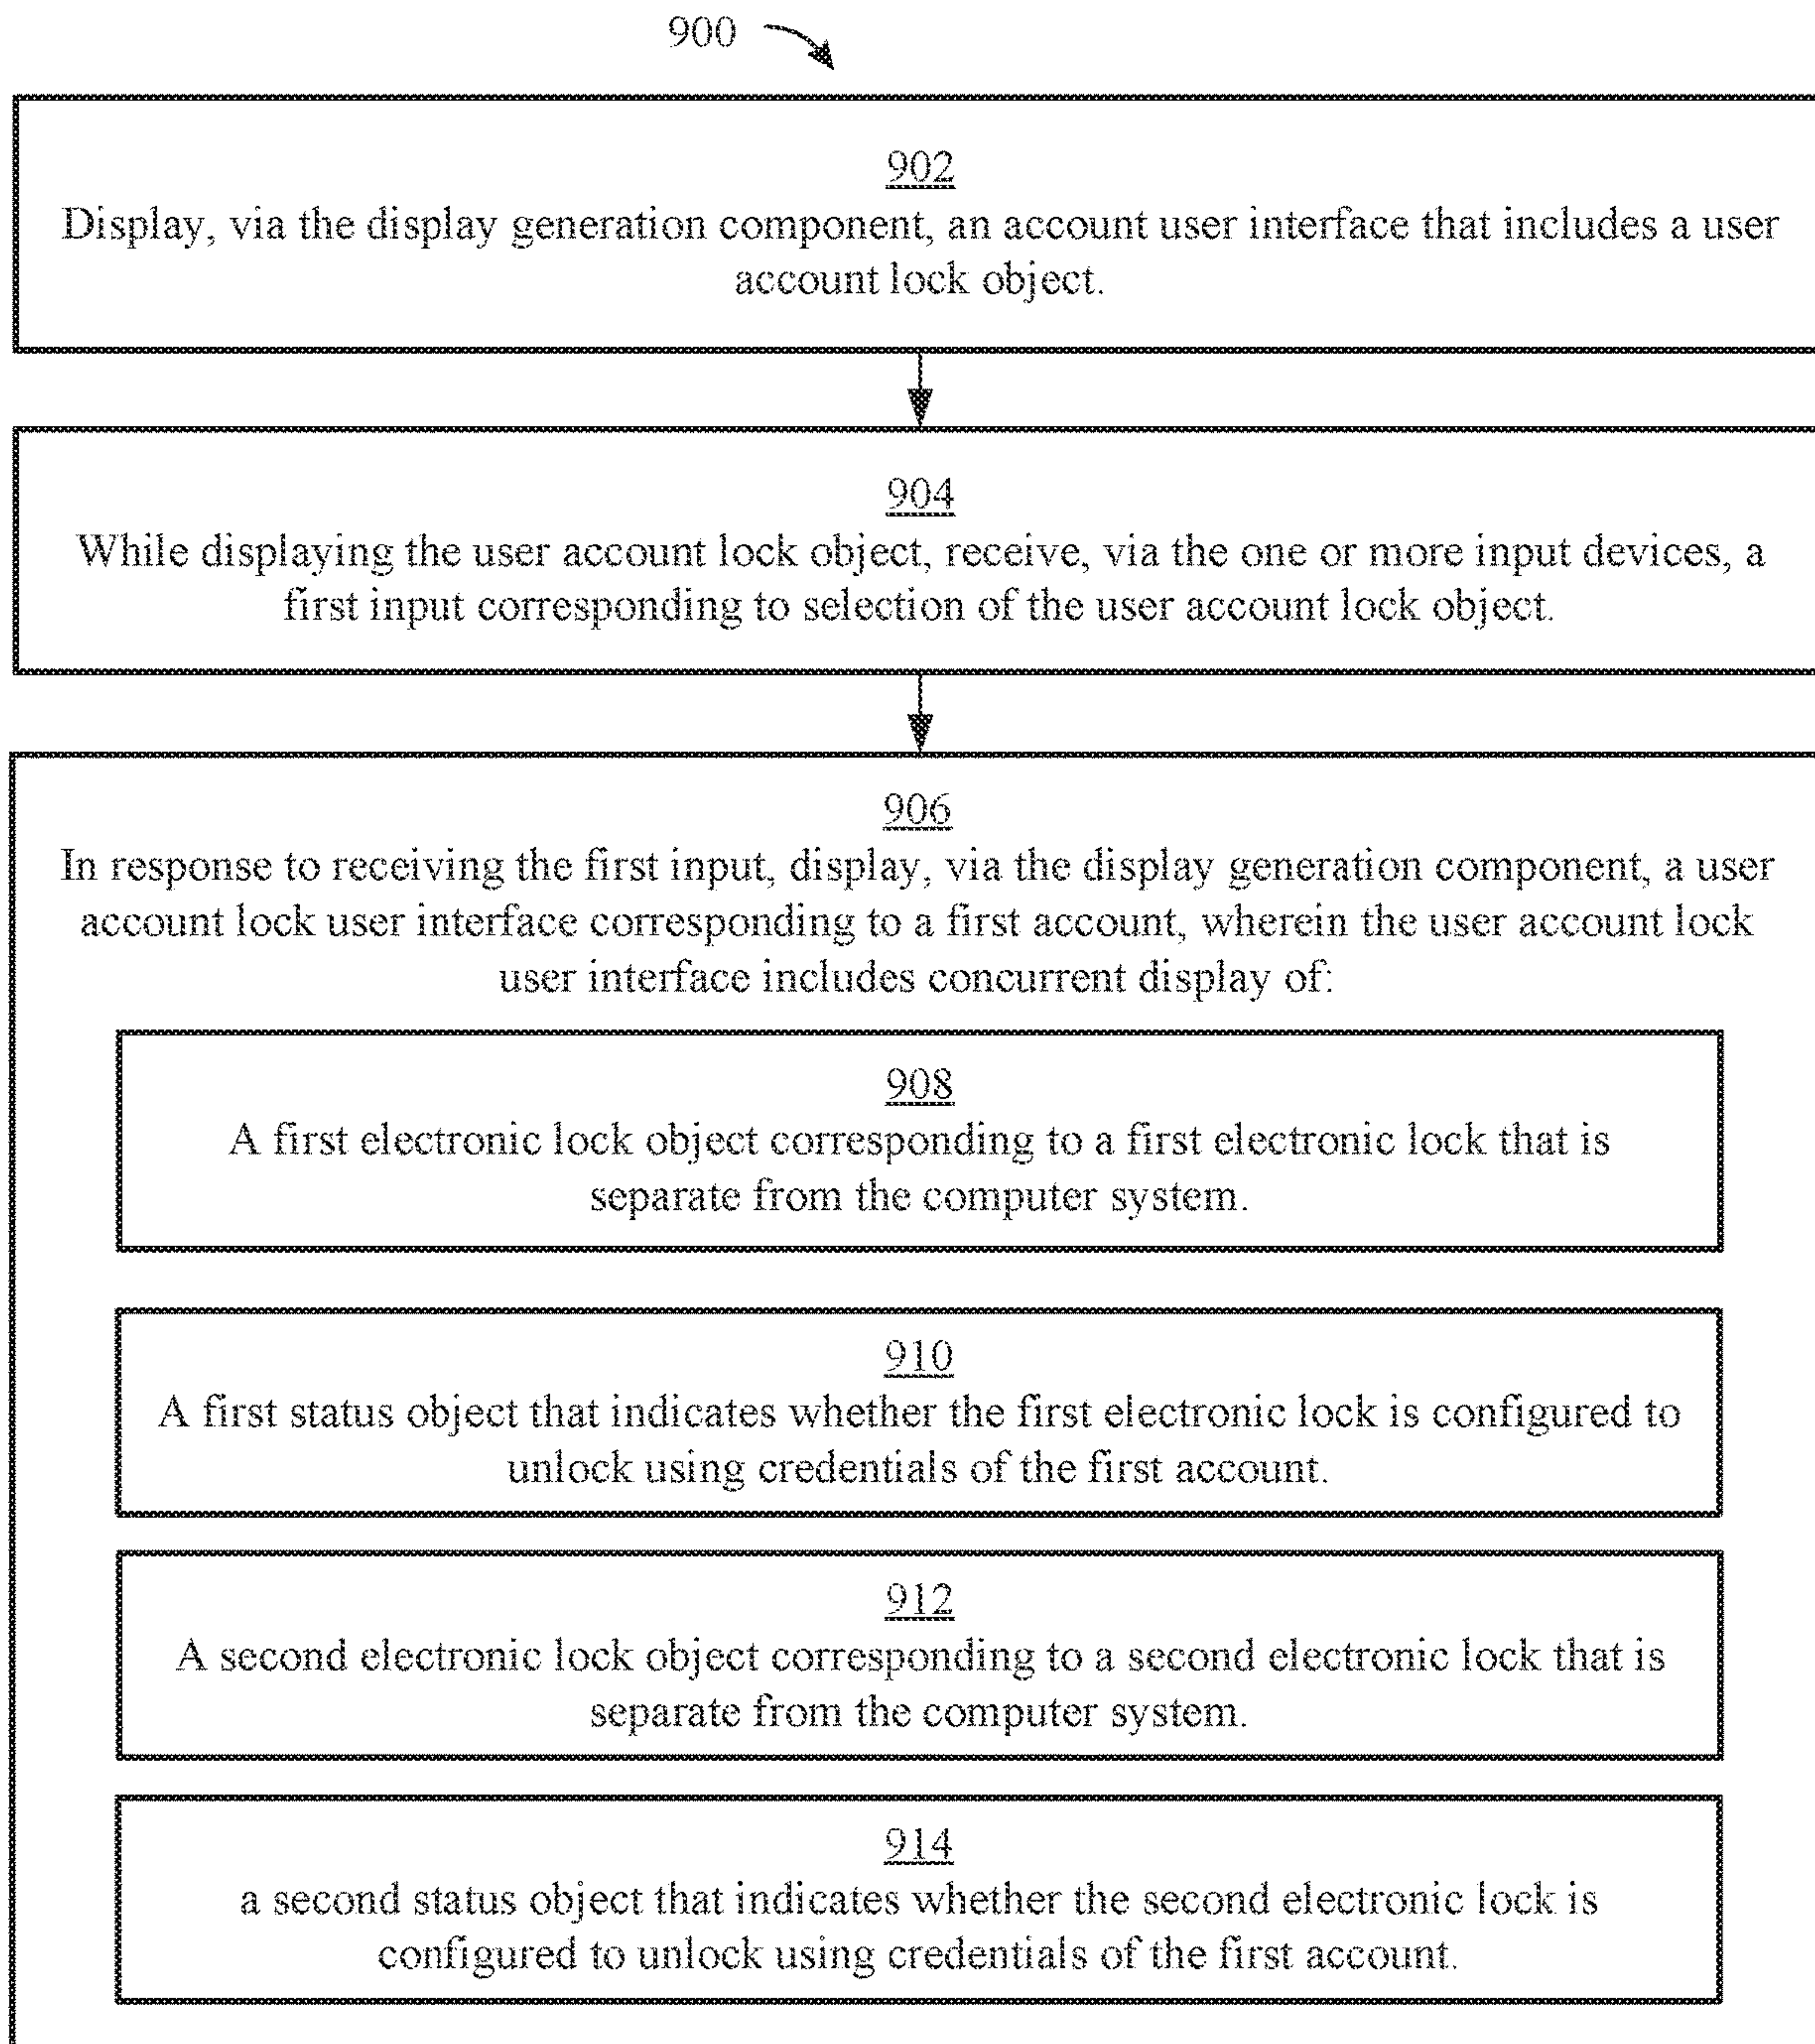 900
902
Display, via the display generation component, an account user interface that includes a user
account lock object.
904
While displaying the user account lock object, receive, via the one or more input devices, a
first input corresponding to selection of the user account lock object.
906
In response to receiving the first input, display, via the display generation component, a user
account lock user interface corresponding to a first account, wherein the user account lock
user interface includes concurrent display of:
908
A first electronic lock object corresponding to a first electronic lock that is
separate from the computer system.
910
A first status object that indicates whether the first electronic lock is configured to
unlock using credentials of the first account.
912
A second electronic lock object corresponding to a second electronic lock that is
separate from the computer system.
914
a second status object that indicates whether the second electronic lock is
configured to unlock using credentials of the first account.